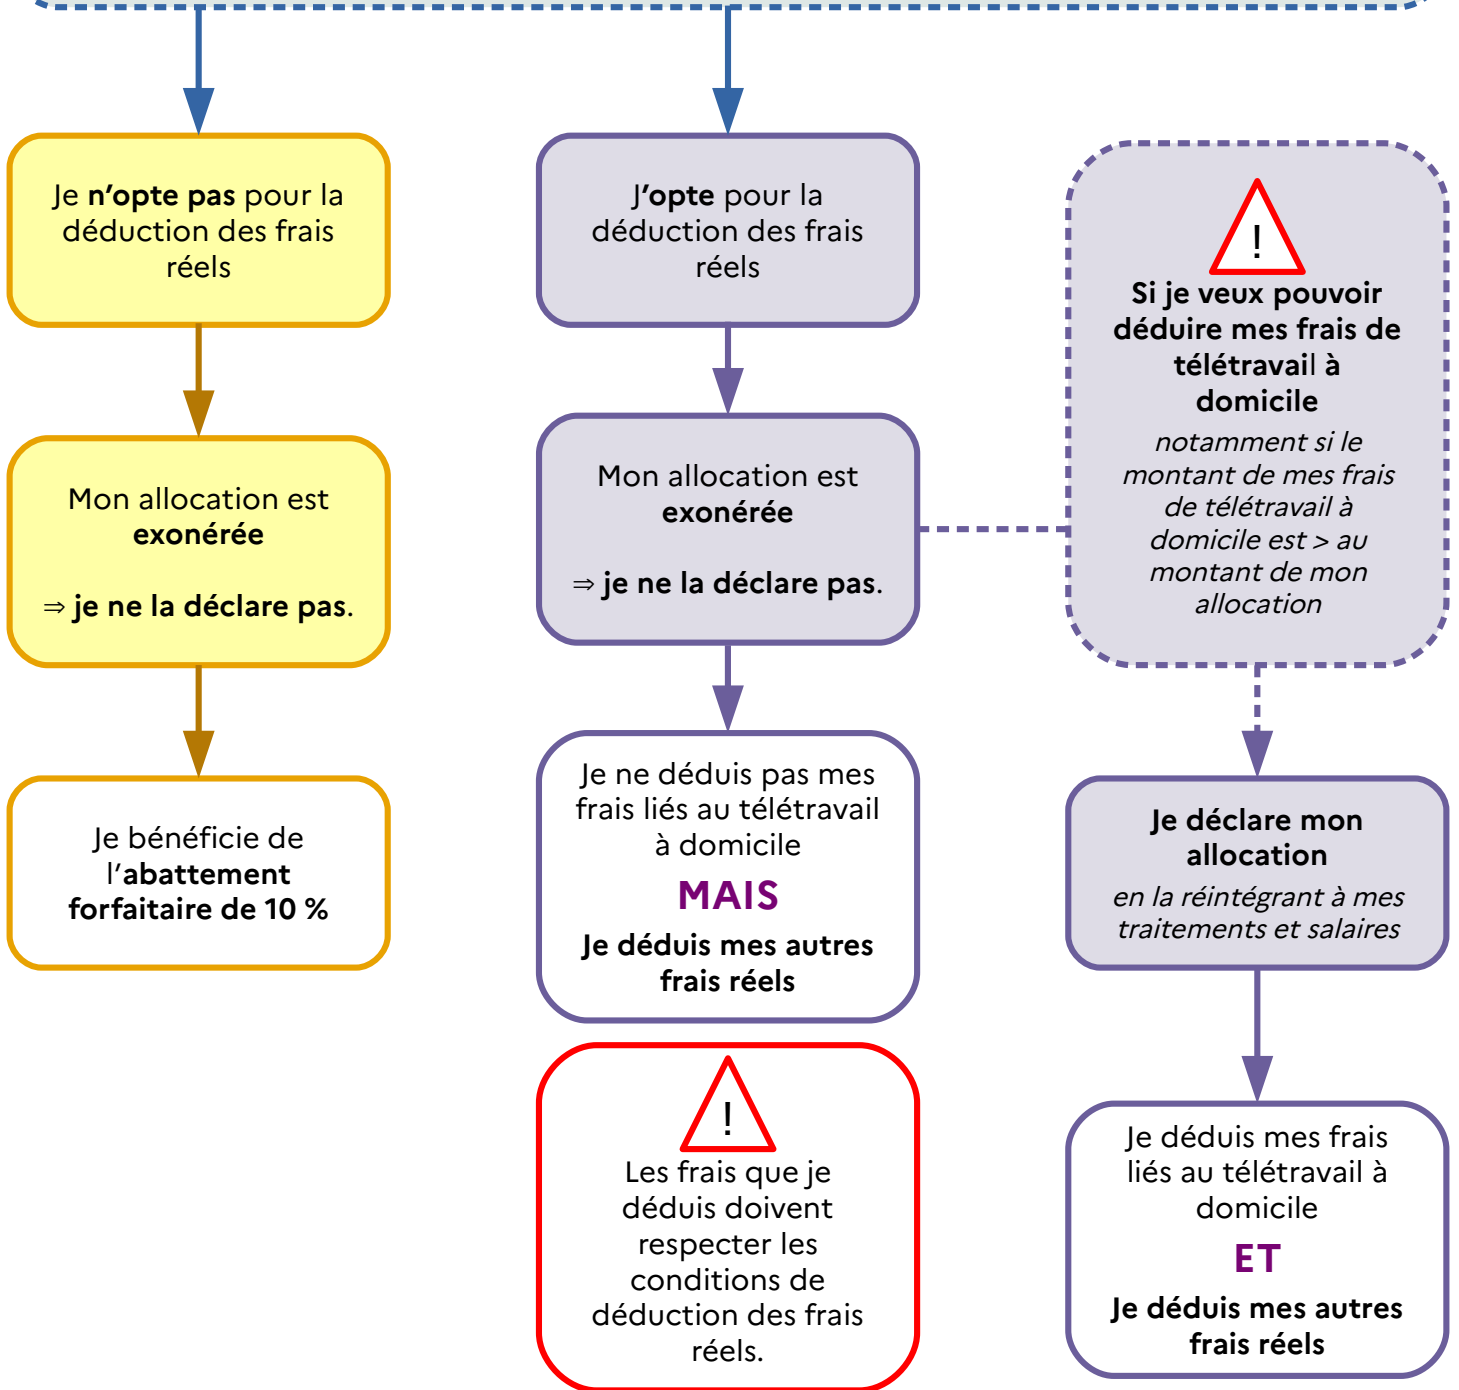 Je n'opte pas pour la
déduction des frais
réels
Mon allocation est
exonérée
⇒ je ne la déclare pas.
Je bénéficie de
l'abattement
forfaitaire de 10 %
J'opte pour la
déduction des frais
réels
Mon allocation est
exonérée
⇒ je ne la déclare pas.
Je ne déduis pas mes
frais liés au télétravail
à domicile
MAIS
Je déduis mes autres
frais réels
!
Les frais que je
déduis doivent
respecter les
conditions de
déduction des frais
réels.
!
Si je veux pouvoir
déduire mes frais de
télétravail à
domicile
notamment si le
montant de mes frais
de télétravail à
domicile est > au
montant de mon
allocation
Je déclare mon
allocation
en la réintégrant à mes
traitements et salaires
Je déduis mes frais
liés au télétravail à
domicile
ET
Je déduis mes autres
frais réels